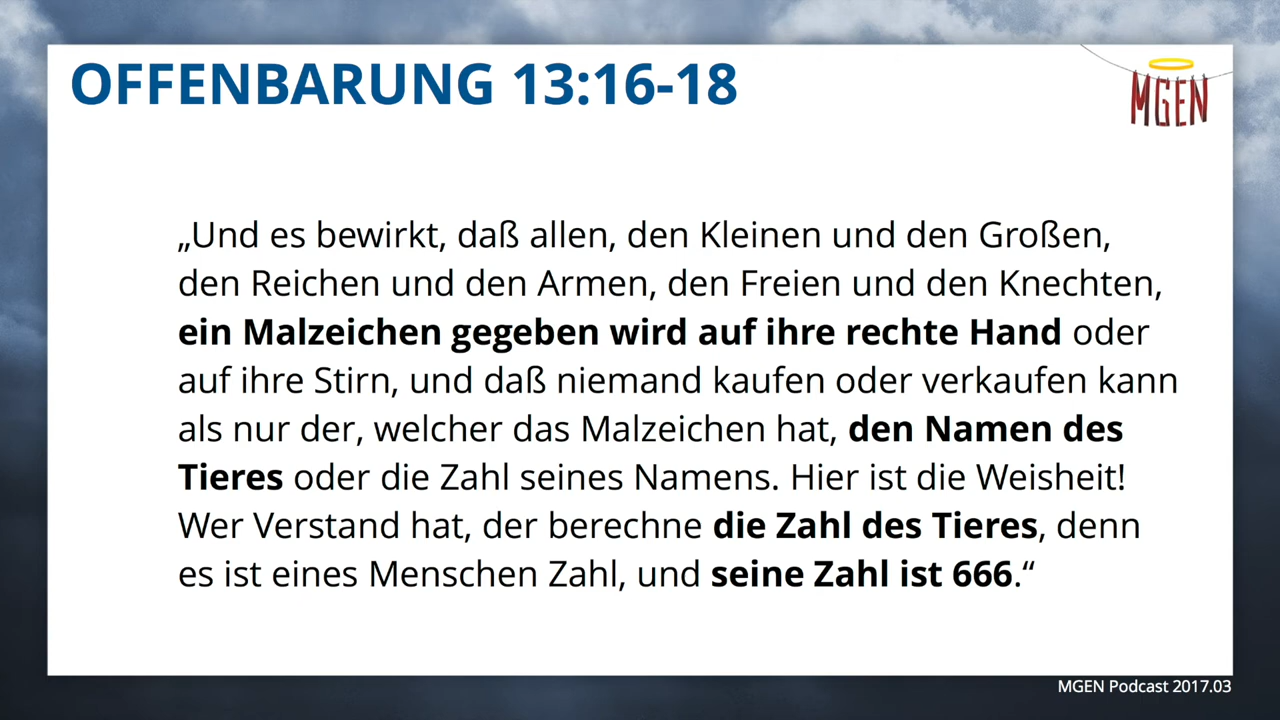 OFFENBARUNG 13:16-18
MGEN
„Und es bewirkt, daß allen, den Kleinen und den Großen,
den Reichen und den Armen, den Freien und den Knechten,
ein Malzeichen gegeben wird auf ihre rechte Hand oder
auf ihre Stirn, und daß niemand kaufen oder verkaufen kann
als nur der, welcher das Malzeichen hat, den Namen des
Tieres oder die Zahl seines Namens. Hier ist die Weisheit!
Wer Verstand hat, der berechne die Zahl des Tieres, denn
es ist eines Menschen Zahl, und seine Zahl ist 666.“
MGEN Podcast 2017.03